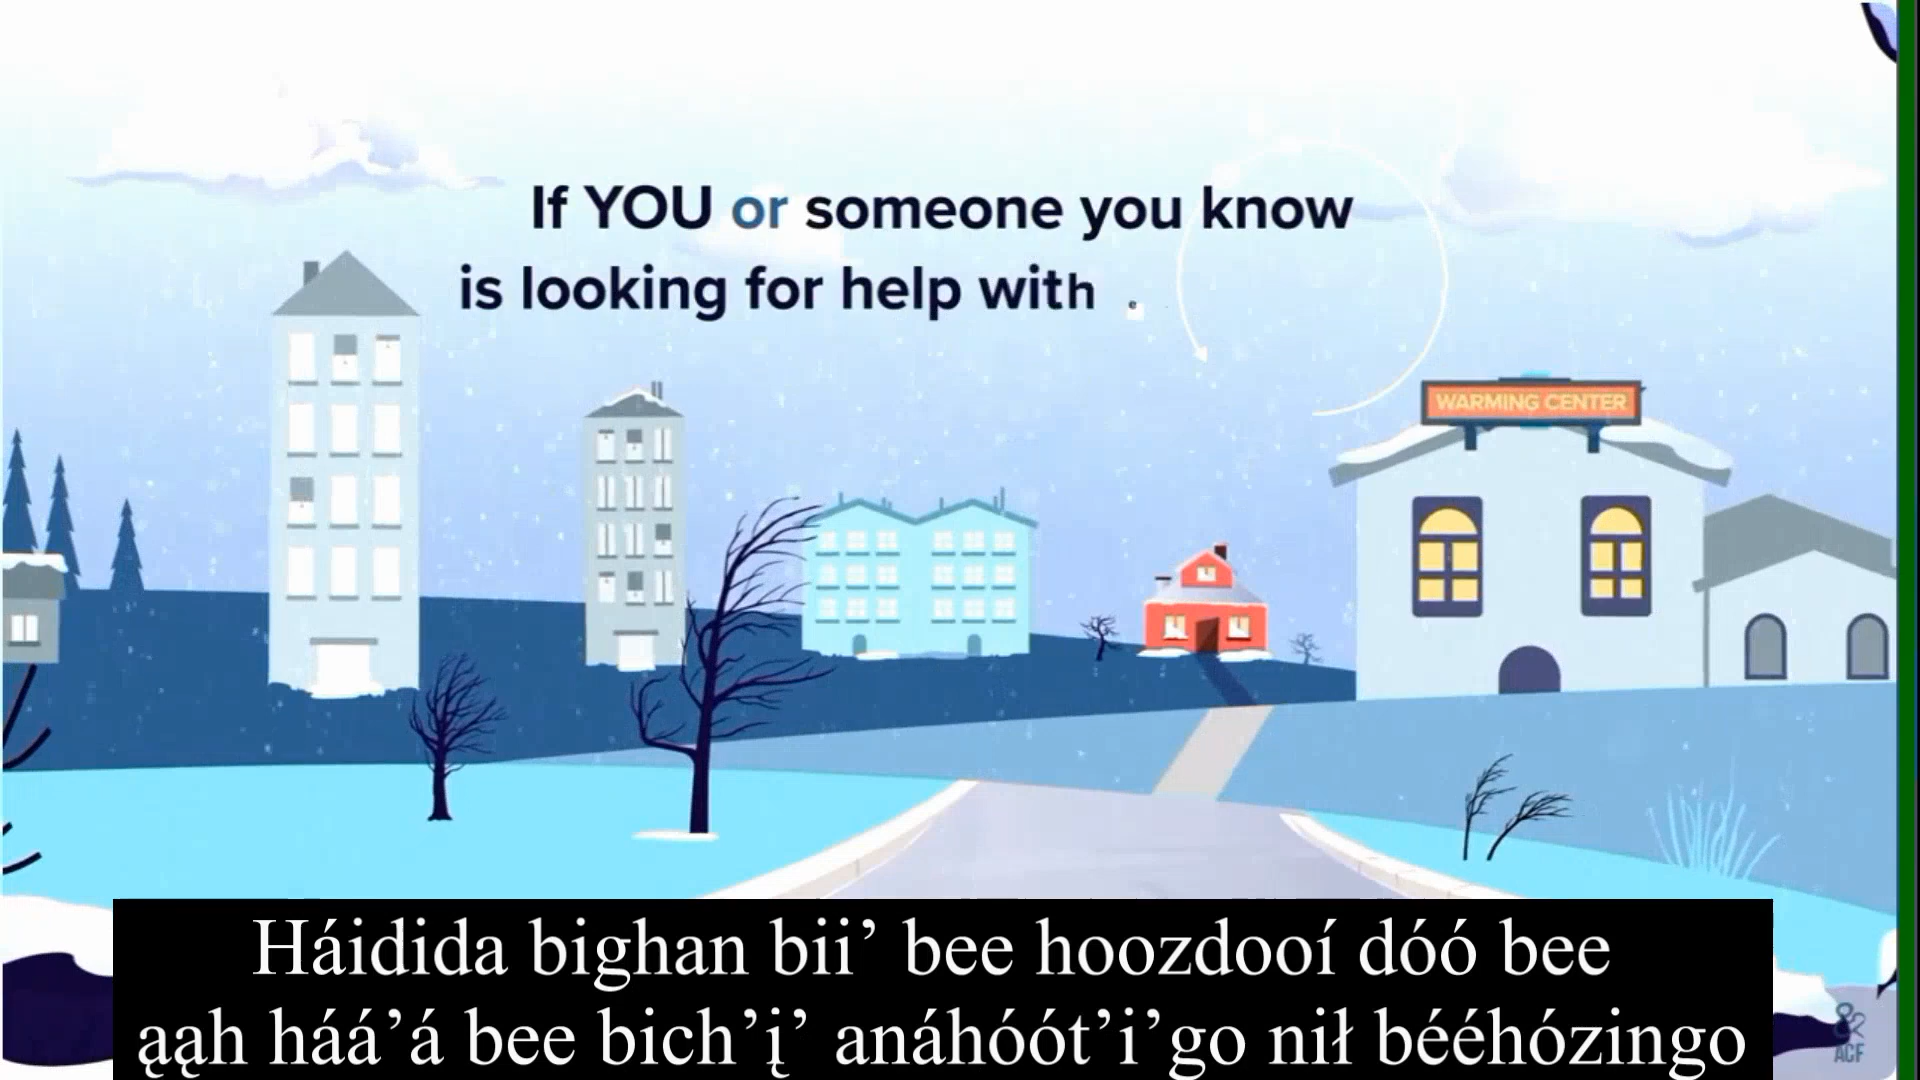 If YOU or someone you know
is looking for help with
WARMING CENTER
Háidida bighan bii’ bee hoozdooí dóó bee
ąąh háá’á bee bich’į’ anáhóót’i’go nił bééhózingo
ACF